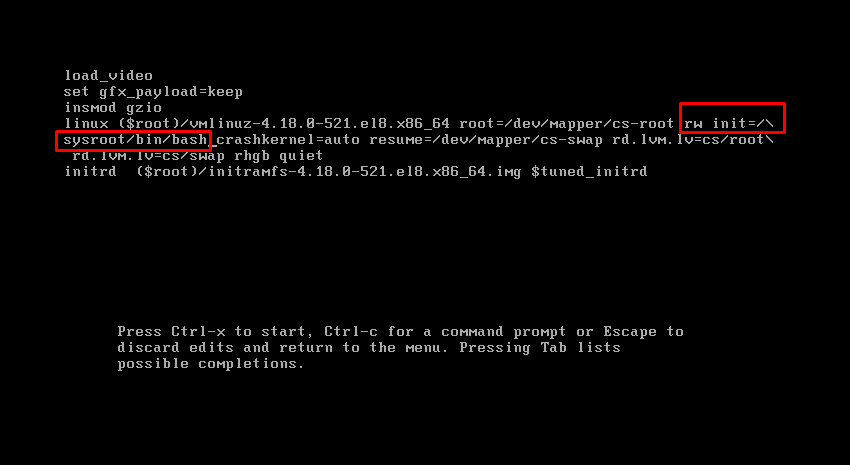 load_video
set gfx_payload=keep
insmod gzio
linux ($root)/vmlinuz-4.18.0-521.el8.x86_64 root=/dev/mapper/cs-root rw init=/\
sysroot/bin/bash_crashkernel=auto resume=/dev/mapper/cs-swap rd.lvm.lv=cs/root\
 rd.lvm.lv=cs/swap rhgb quiet
initrd  ($root)/initramfs-4.18.0-521.el8.x86_64.img $tuned_initrd
Press Ctrl-x to start, Ctrl-c for a command prompt or Escape to
discard edits and return to the menu. Pressing Tab lists
possible completions.